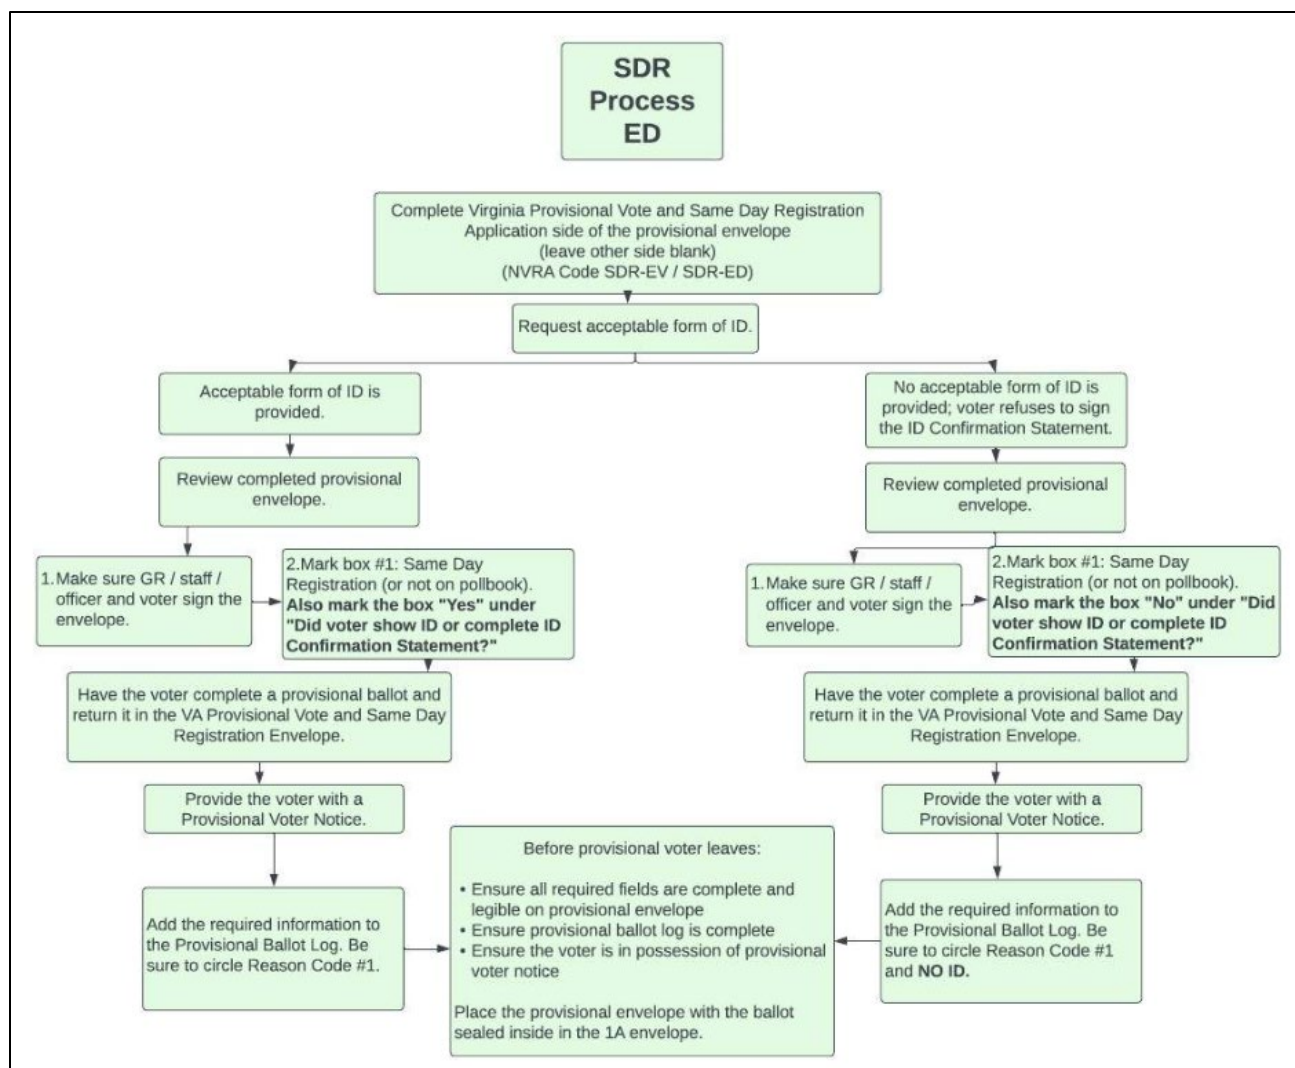 SDR
Process
ED
Complete Virginia Provisional Vote and Same Day Registration
Application side of the provisional envelope
(leave other side blank)
(NVRA Code SDR-EV / SDR-ED)
Request acceptable form of ID.
Acceptable form of ID is
provided.
Review completed provisional
envelope.
1. Make sure GR / staff /
officer and voter sign the
envelope.
2.Mark box #1: Same Day
Registration (or not on pollbook).
Also mark the box "Yes" under
"Did voter show ID or complete ID
Confirmation Statement?"
Have the voter complete a provisional ballot and
return it in the VA Provisional Vote and Same Day
Registration Envelope.
Provide the voter with a
Provisional Voter Notice.
Add the required information to
the Provisional Ballot Log. Be
sure to circle Reason Code #1.
No acceptable form of ID is
provided; voter refuses to sign
the ID Confirmation Statement.
Review completed provisional
envelope.
1. Make sure GR / staff /
officer and voter sign the
envelope.
2.Mark box #1: Same Day
Registration (or not on pollbook).
Also mark the box "No" under "Did
voter show ID or complete ID
Confirmation Statement?"
Have the voter complete a provisional ballot and
return it in the VA Provisional Vote and Same Day
Registration Envelope.
Provide the voter with a
Provisional Voter Notice.
Add the required information to
the Provisional Ballot Log. Be
sure to circle Reason Code #1
and NO ID.
Before provisional voter leaves:
• Ensure all required fields are complete and
legible on provisional envelope
• Ensure provisional ballot log is complete
• Ensure the voter is in possession of provisional
voter notice
Place the provisional envelope with the ballot
sealed inside in the 1A envelope.